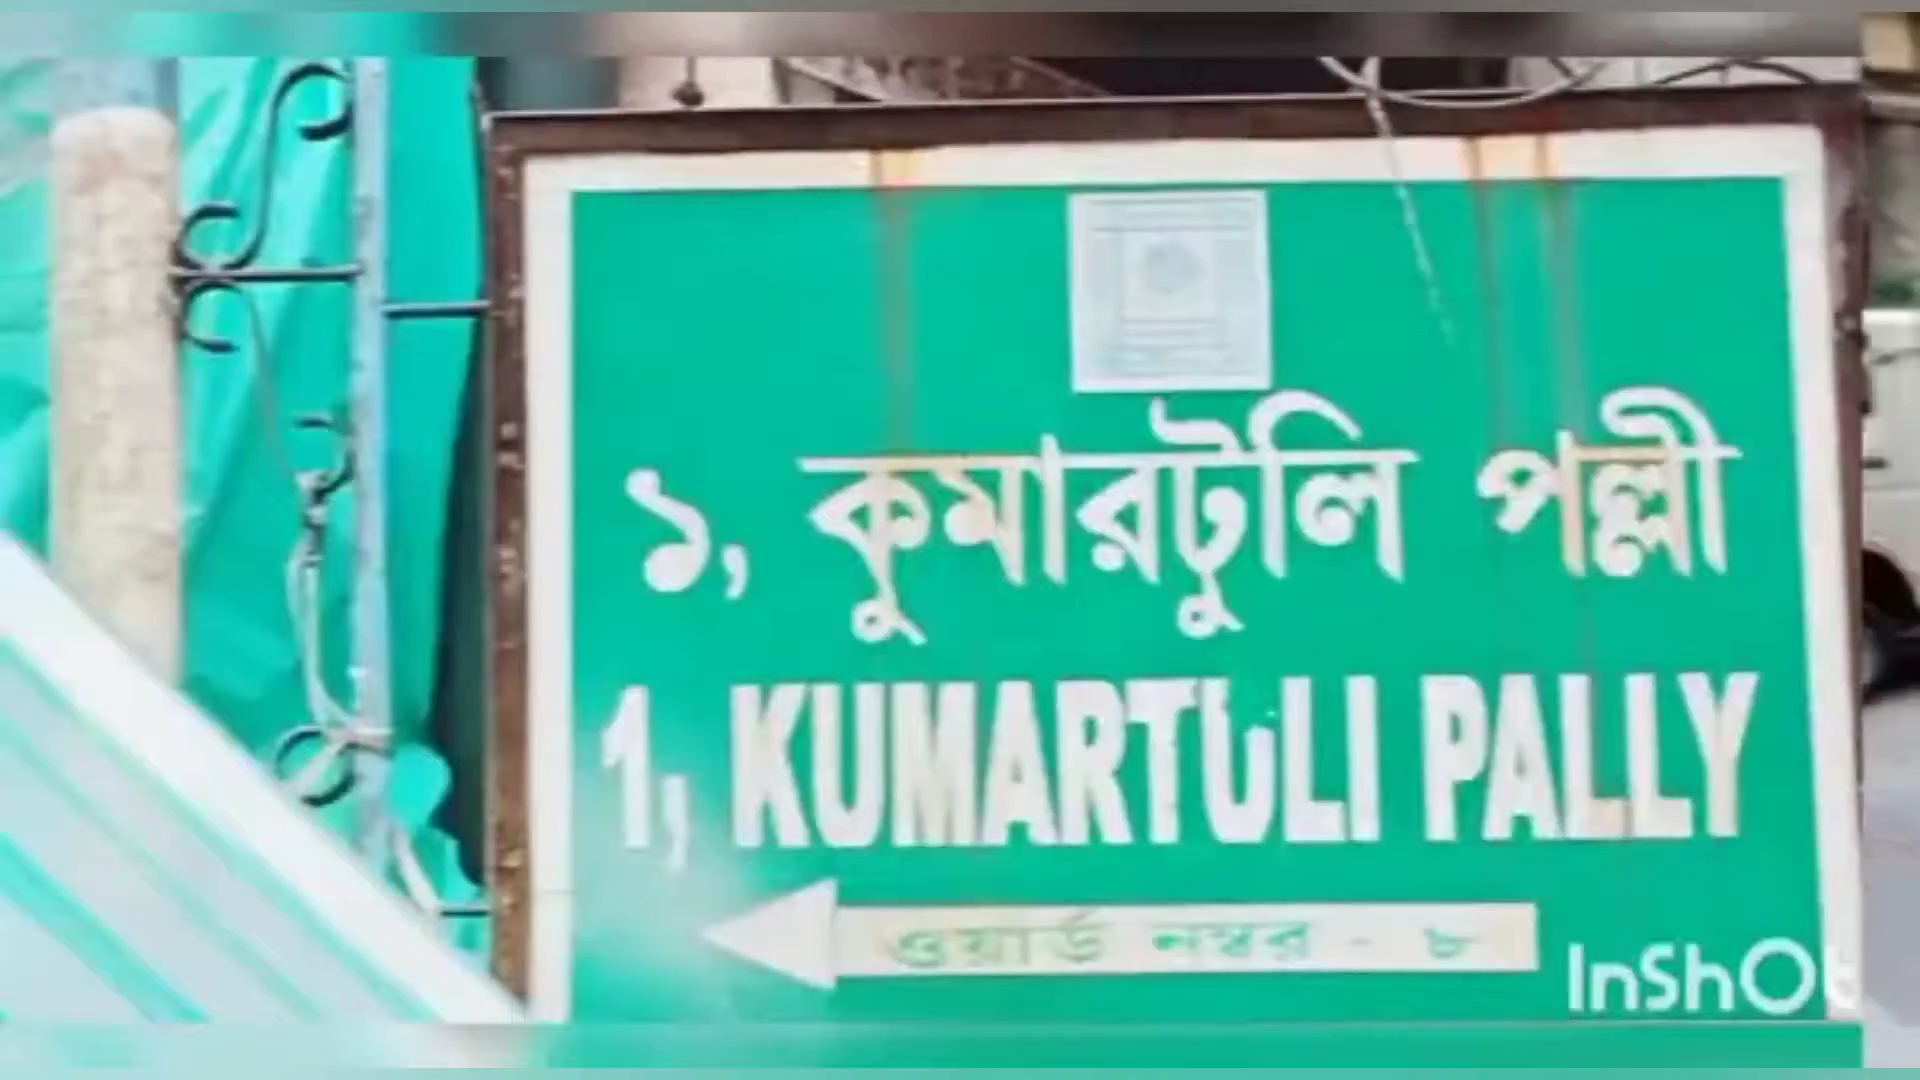 ১, কুমারটুলি পল্লী
1, KUMARTULI PALLY
ওয়ার্ড নম্বর - ৮
InShOt